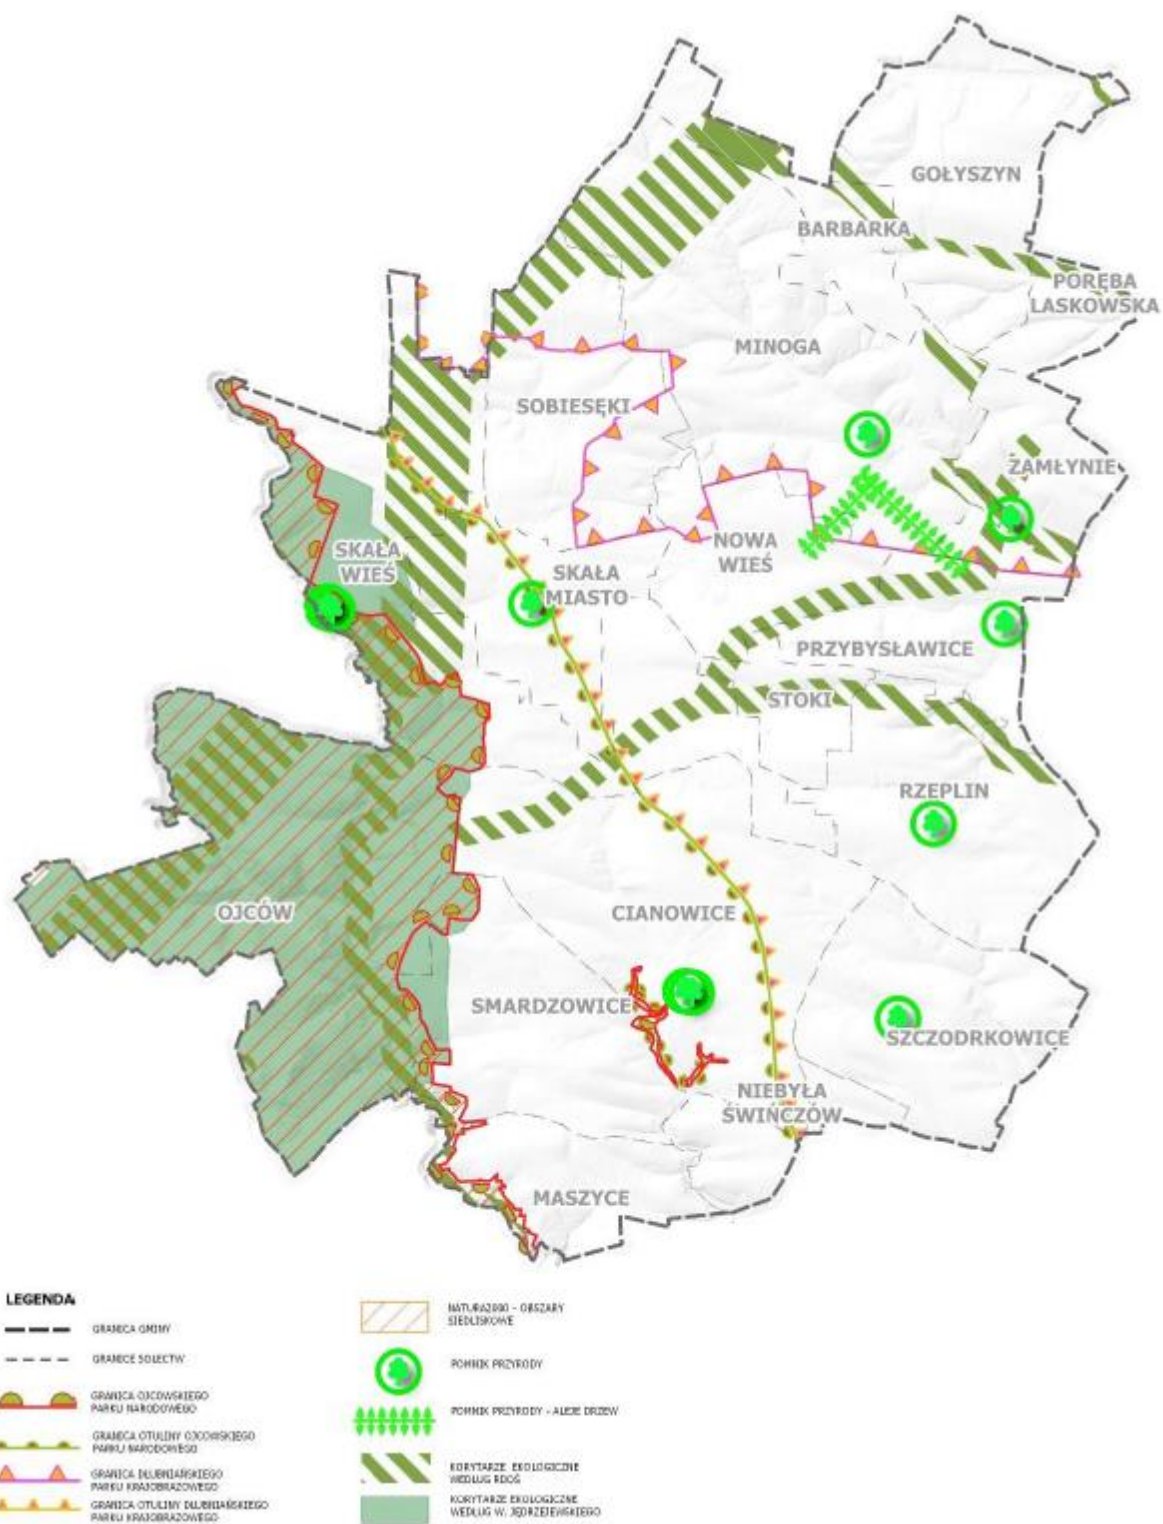 GOŁYSZYN
BARBARKA
PORĘBA
LASKOWSKA
MINOGA
SOBIESĘKI
ZAMŁYNIE
NOWA
WIEŚ
SKAŁA
WIEŚ
SKAŁA
MIASTO
PRZYBYSŁAWICE
STOKI
RZEPLIN
OJCÓW
CIANOWICE
SMARDZOWICE
SZCZODRKOWICE
NIEBYŁA
ŚWIŃCZÓW
MASZYCE
LEGENDA
GRANICA GMINY
GRANICE SOŁECTW
GRANICA OJCOWSKIEGO
PARKU NARODOWEGO
GRANICA OTULINY OJCOWSKIEGO
PARKU NARODOWEGO
GRANICA DŁUBNIAŃSKIEGO
PARKU KRAJOBRAZOWEGO
GRANICA OTULINY DŁUBNIAŃSKIEGO
PARKU KRAJOBRAZOWEGO
NATURA2000 - OBSZARY
SIEDLISKOWE
POMNIK PRZYRODY
POMNIK PRZYRODY - ALEJE DRZEW
KORYTARZE EKOLOGICZNE
WEDŁUG RDOŚ
KORYTARZE EKOLOGICZNE
WEDŁUG W. JĘDRZEJEWSKIEGO